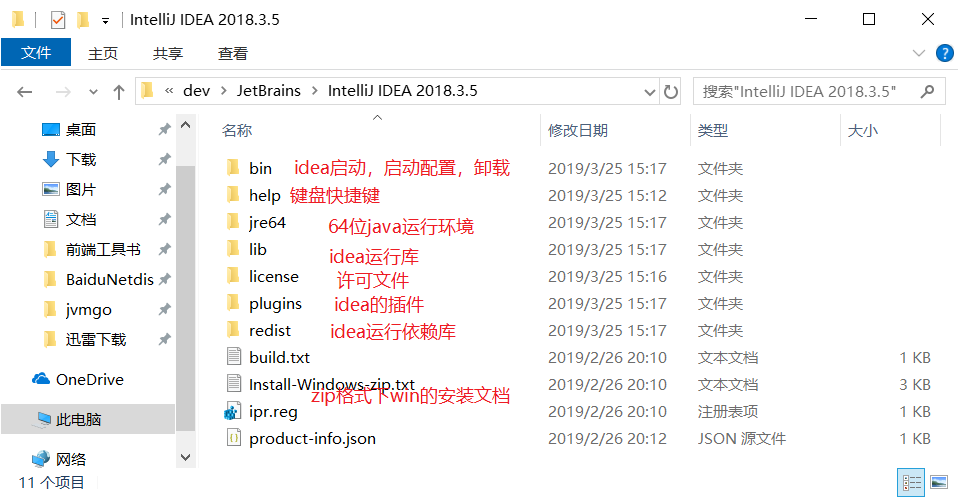 IntelliJ IDEA 2018.3.5
文件 主页 共享 查看
« dev > JetBrains > IntelliJ IDEA 2018.3.5 搜索"IntelliJ IDEA 2018.3.5"
名称 修改日期 类型 大小
桌面
下载
图片
文档
前端工具书
BaiduNetdis
jvmgo
迅雷下载
OneDrive
此电脑
网络
bin idea启动，启动配置，卸载 2019/3/25 15:17 文件夹
help 键盘快捷键 2019/3/25 15:12 文件夹
jre64 64位java运行环境 2019/3/25 15:17 文件夹
lib idea运行库 2019/3/25 15:17 文件夹
license 许可文件 2019/3/25 15:16 文件夹
plugins idea的插件 2019/3/25 15:17 文件夹
redist idea运行依赖库 2019/3/25 15:17 文件夹
build.txt 2019/2/26 20:10 文本文档 1 KB
Install-Windows-zip.txt 2019/2/26 20:10 文本文档 3 KB
zip格式下win的安装文档
ipr.reg 2019/2/26 20:10 注册表项 1 KB
product-info.json 2019/2/26 20:12 JSON 源文件 1 KB
11 个项目